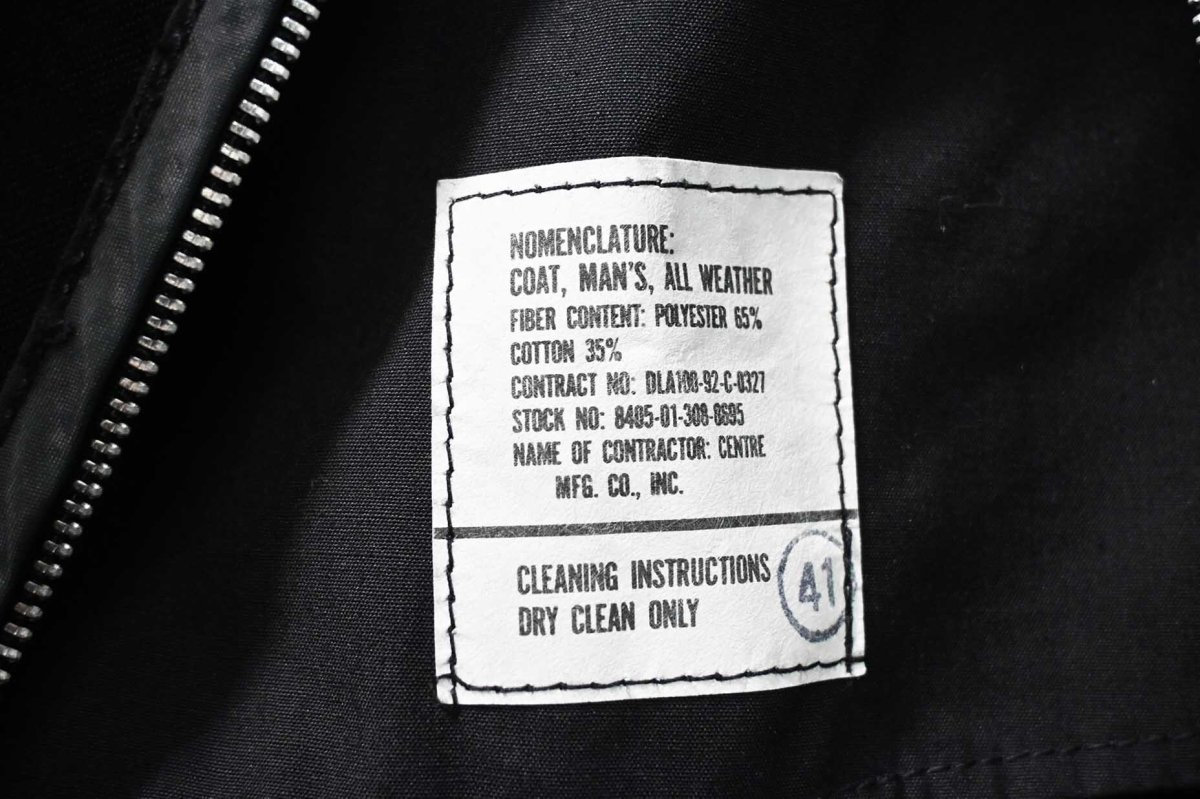 NOMENCLATURE:
COAT, MAN'S, ALL WEATHER
FIBER CONTENT: POLYESTER 65%
COTTON 35%
CONTRACT NO: DLA100-92-C-0327
STOCK NO: 8405-01-308-8695
NAME OF CONTRACTOR: CENTRE
MFG. CO., INC.
CLEANING INSTRUCTIONS
DRY CLEAN ONLY
41